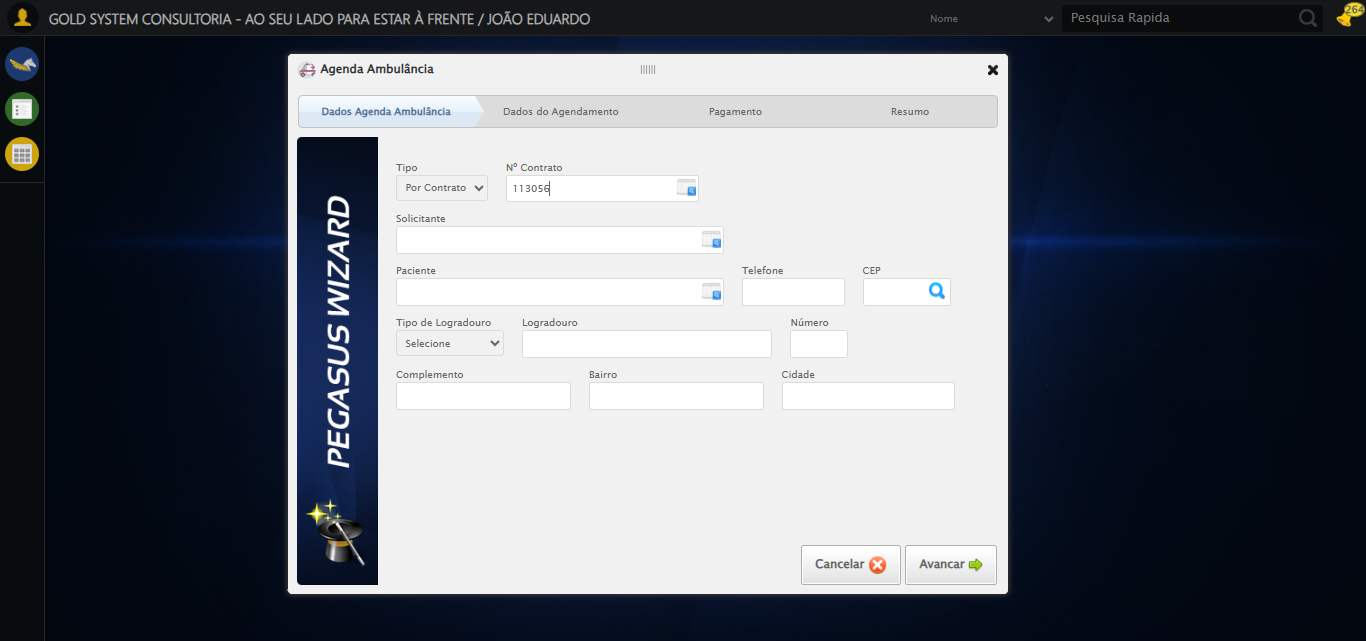 GOLD SYSTEM CONSULTORIA - AO SEU LADO PARA ESTAR À FRENTE / JOÃO EDUARDO
Nome
Pesquisa Rapida
264
Agenda Ambulância
Dados Agenda Ambulância
Dados do Agendamento
Pagamento
Resumo
PEGASUS WIZARD
Tipo
Nº Contrato
Por Contrato
113056
Solicitante
Paciente
Telefone
CEP
Tipo de Logradouro
Logradouro
Número
Selecione
Complemento
Bairro
Cidade
Cancelar
Avancar